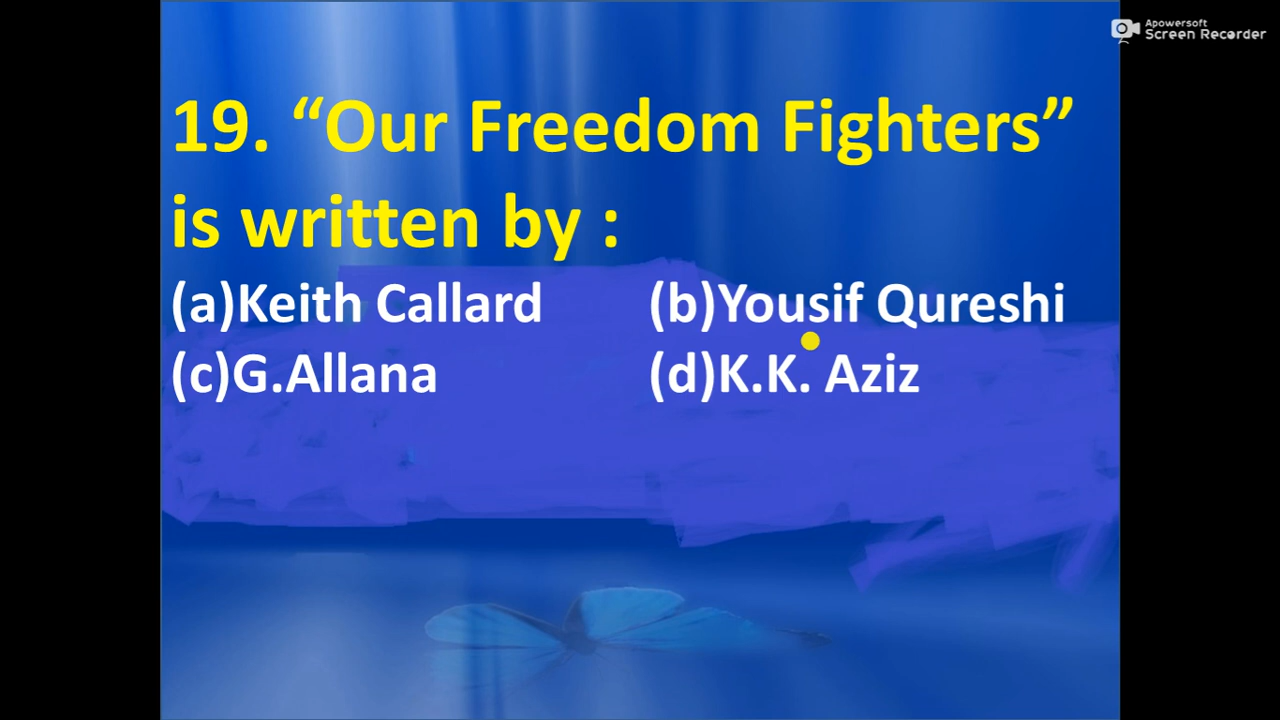 Apowersoft
Screen Recorder
19. “Our Freedom Fighters”
is written by :
(a)Keith Callard (b)Yousif Qureshi
(c)G.Allana (d)K.K. Aziz